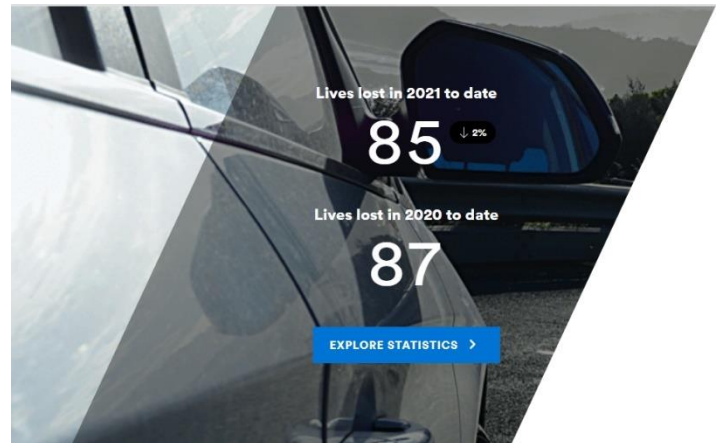 Lives lost in 2021 to date
85 ↓ 2%
Lives lost in 2020 to date
87
EXPLORE STATISTICS >